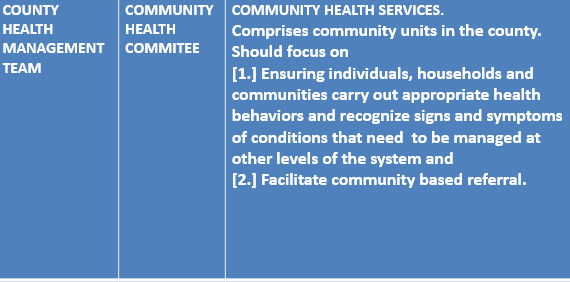 COUNTY
HEALTH
MANAGEMENT
TEAM
COMMUNITY
HEALTH
COMMITEE
COMMUNITY HEALTH SERVICES.
Comprises community units in the county.
Should focus on
[1.] Ensuring individuals, households and
communities carry out appropriate health
behaviors and recognize signs and symptoms
of conditions that need  to be managed at
other levels of the system and
[2.] Facilitate community based referral.